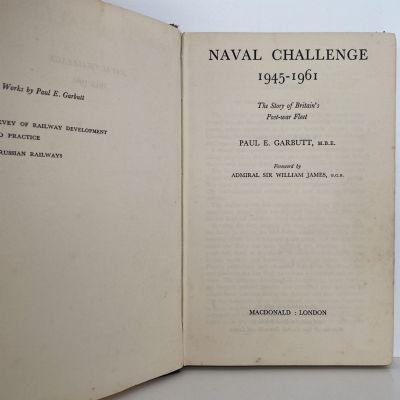 Works by Paul E. Garbutt
RVEY OF RAILWAY DEVELOPMENT
D PRACTICE
RUSSIAN RAILWAYS
NAVAL CHALLENGE
1945-1961
The Story of Britain's
Post-war Fleet
PAUL E. GARBUTT, M.B.E.
Foreword by
ADMIRAL SIR WILLIAM JAMES, G.C.B.
MACDONALD : LONDON